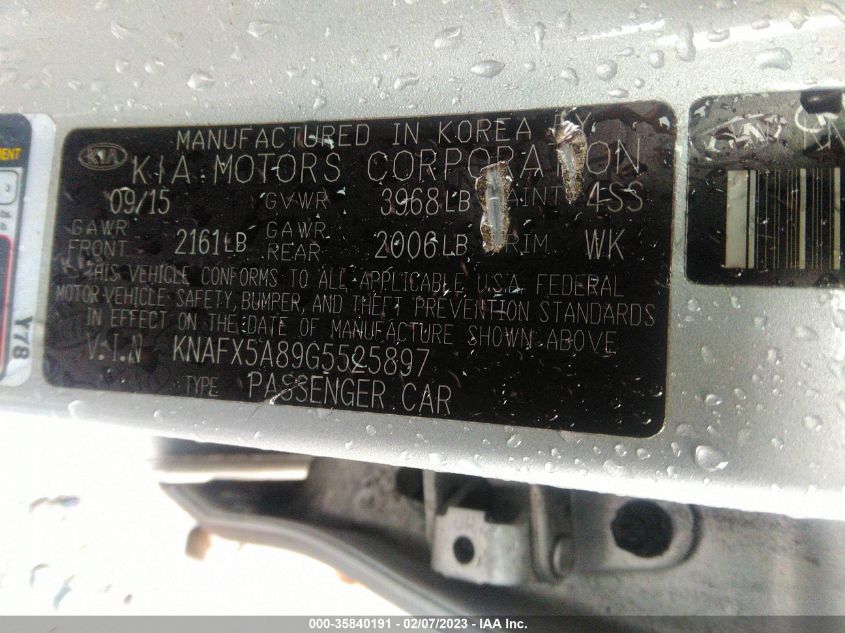 MANUFACTURED IN KOREA BY
KIA KIA MOTORS CORPORATION
09/15 GVWR 3968LB PAINT 4SS
GAWR FRONT 2161LB GAWR REAR 2006LB TRIM WK
THIS VEHICLE CONFORMS TO ALL APPLICABLE U.S.A. FEDERAL
MOTOR VEHICLE SAFETY, BUMPER, AND THEFT PREVENTION STANDARDS
IN EFFECT ON THE DATE OF MANUFACTURE SHOWN ABOVE
V.I.N KNAFX5A89G5525897
TYPE PASSENGER CAR
Y78
000-35840191 - 02/07/2023 - IAA Inc.